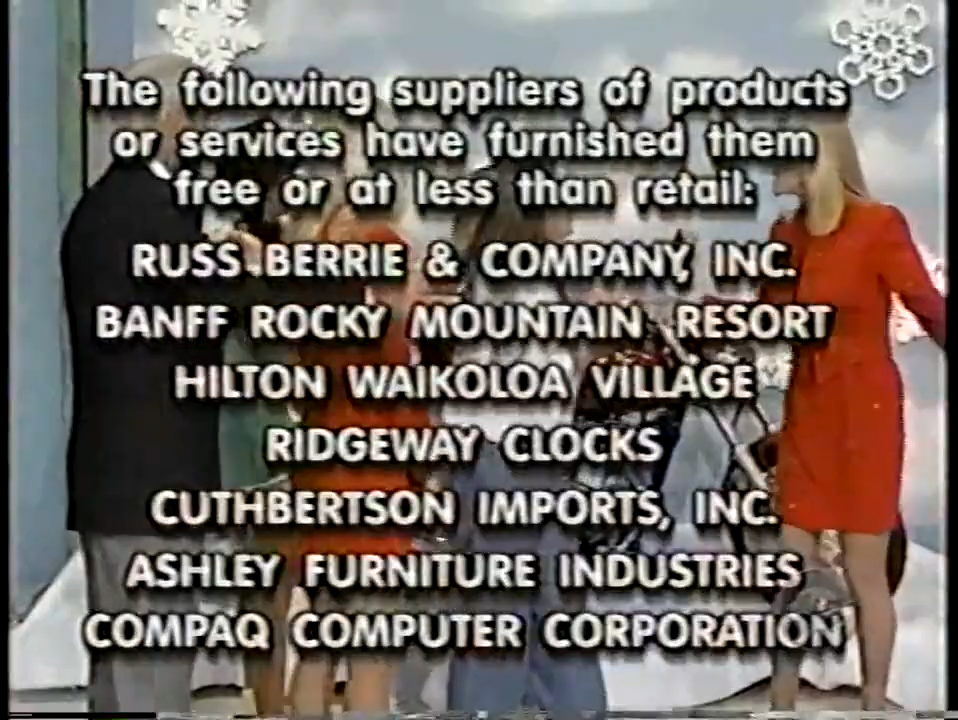 The following suppliers of products
or services have furnished them
free or at less than retail:
RUSS BERRIE & COMPANY, INC.
BANFF ROCKY MOUNTAIN RESORT
HILTON WAIKOLOA VILLAGE
RIDGEWAY CLOCKS
CUTHBERTSON IMPORTS, INC.
ASHLEY FURNITURE INDUSTRIES
COMPAQ COMPUTER CORPORATION